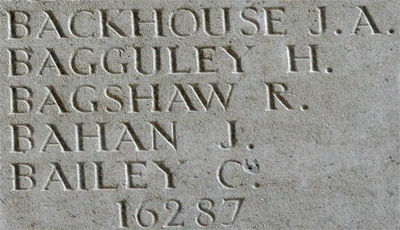 BACKHOUSE J. A.
BAGGULEY H.
BAGSHAW R.
BAHAN J.
BAILEY C.
16287